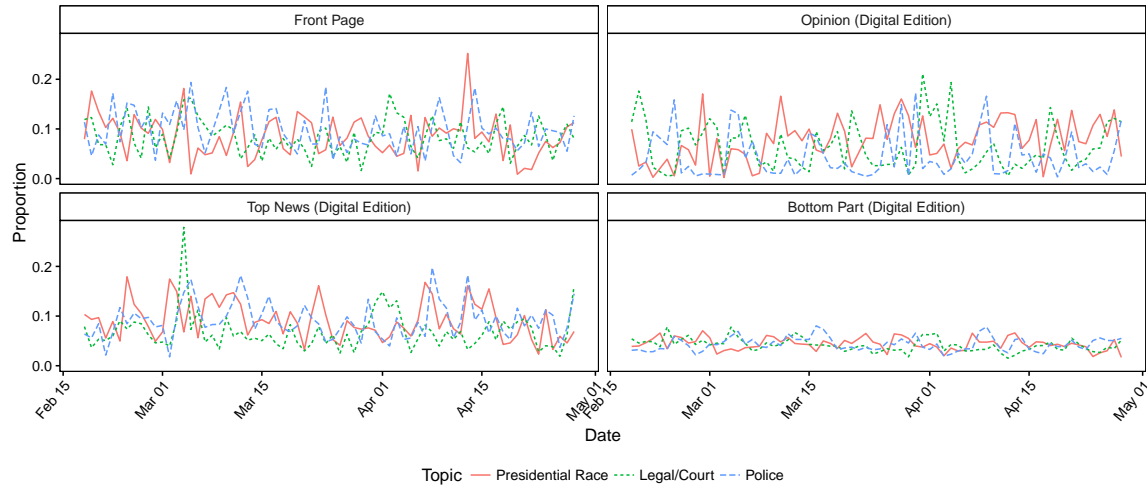 Front Page
Opinion (Digital Edition)
0.2
0.1
0.0
Top News (Digital Edition)
Bottom Part (Digital Edition)
0.2
0.1
0.0
Proportion
Feb 15
Mar 01
Mar 15
Apr 01
Apr 15
May 01
Feb 15
Mar 01
Mar 15
Apr 01
Apr 15
May 01
Date
Topic Presidential Race Legal/Court Police